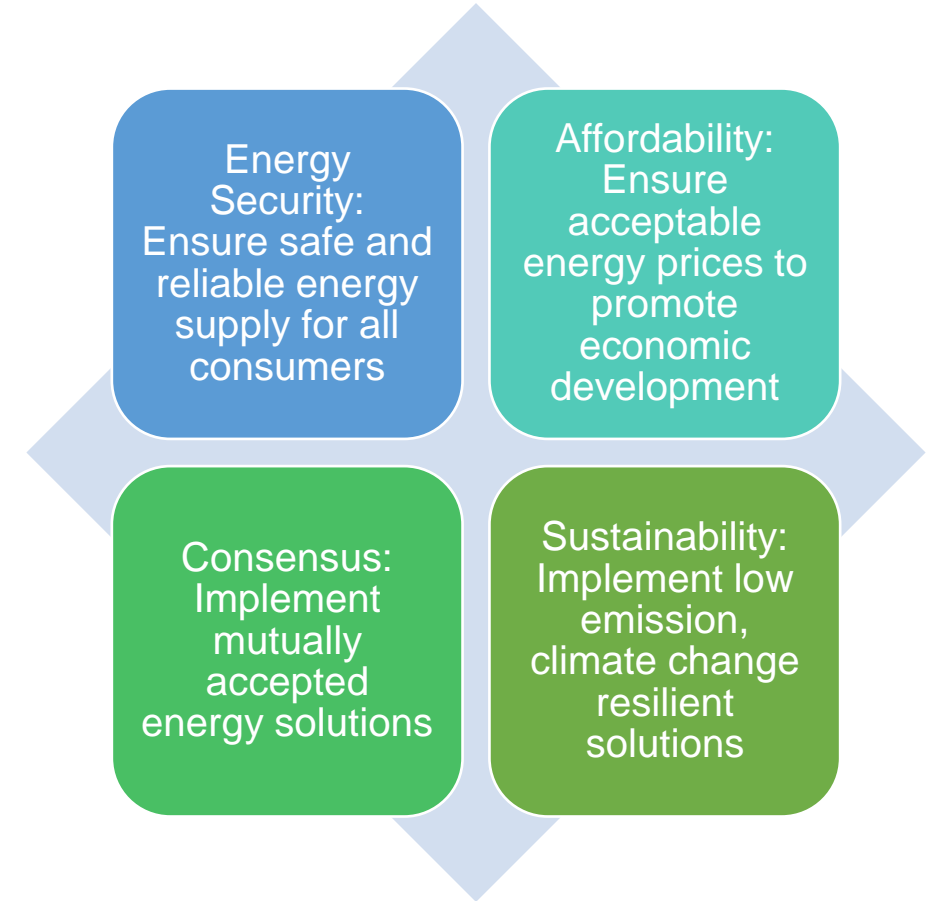 Energy
Security:
Ensure safe and
reliable energy
supply for all
consumers
Affordability:
Ensure
acceptable
energy prices to
promote
economic
development
Consensus:
Implement
mutually
accepted
energy solutions
Sustainability:
Implement low
emission,
climate change
resilient
solutions